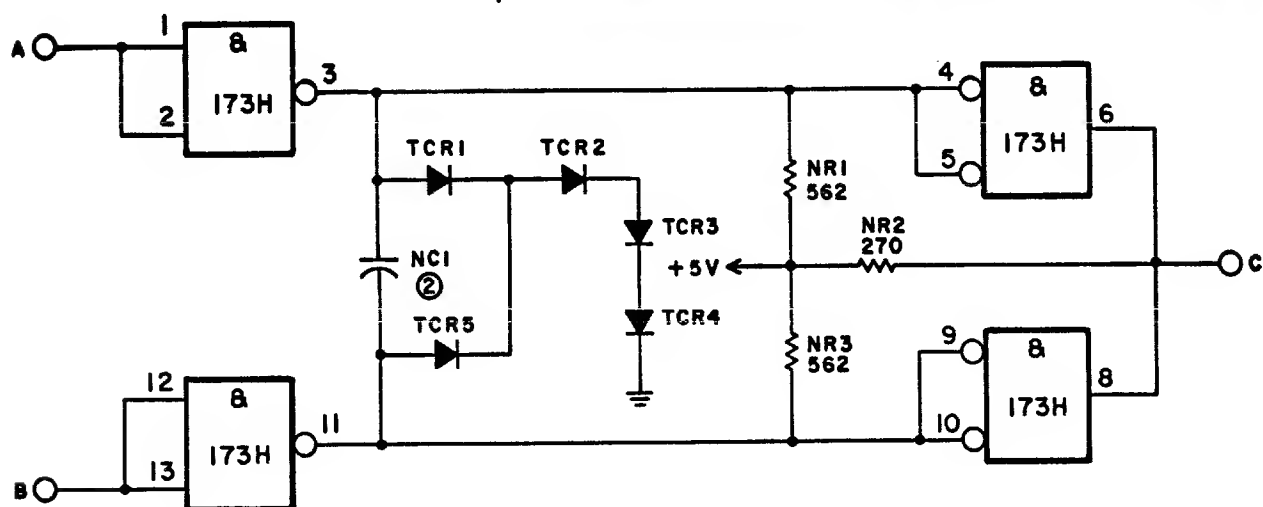 A
1
2
&
173H
3
TCR1
TCR2
TCR3
TCR4
NC1
②
TCR5
+5V
NR1
562
NR2
270
NR3
562
4
5
&
173H
6
C
9
10
&
173H
8
12
13
&
173H
11
B